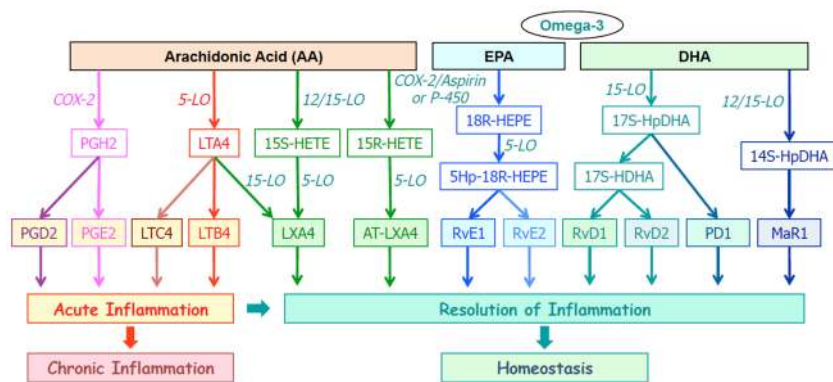 Omega-3
Arachidonic Acid (AA)
EPA
DHA
COX-2
5-LO
12/15-LO
COX-2/Aspirin
or P-450
15-LO
12/15-LO
18R-HEPE
17S-HpDHA
PGH2
LTA4
15S-HETE
15R-HETE
5-LO
14S-HpDHA
15-LO
5-LO
5-LO
5Hp-18R-HEPE
17S-HDHA
PGD2
PGE2
LTC4
LTB4
LXA4
AT-LXA4
RvE1
RvE2
RvD1
RvD2
PD1
MaR1
Acute Inflammation
Resolution of Inflammation
Chronic Inflammation
Homeostasis